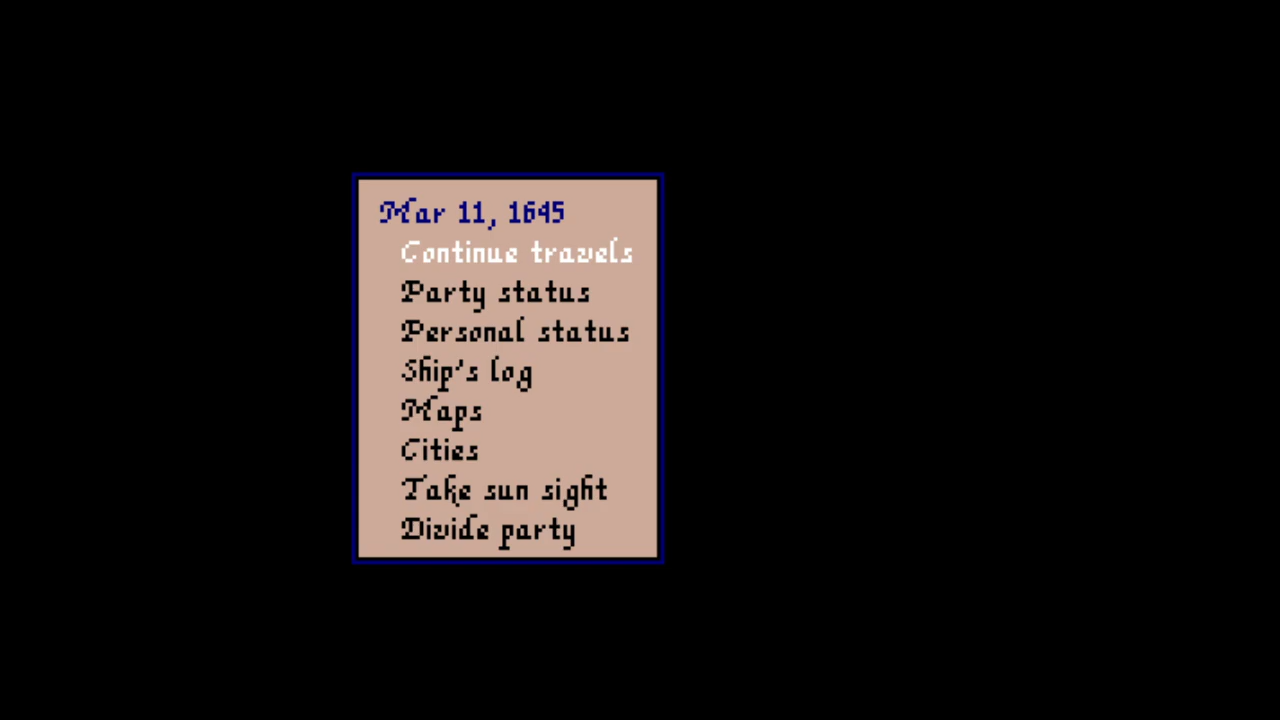 Mar 11, 1645
Continue travels
Party status
Personal status
Ship's log
Maps
Cities
Take sun sight
Divide party